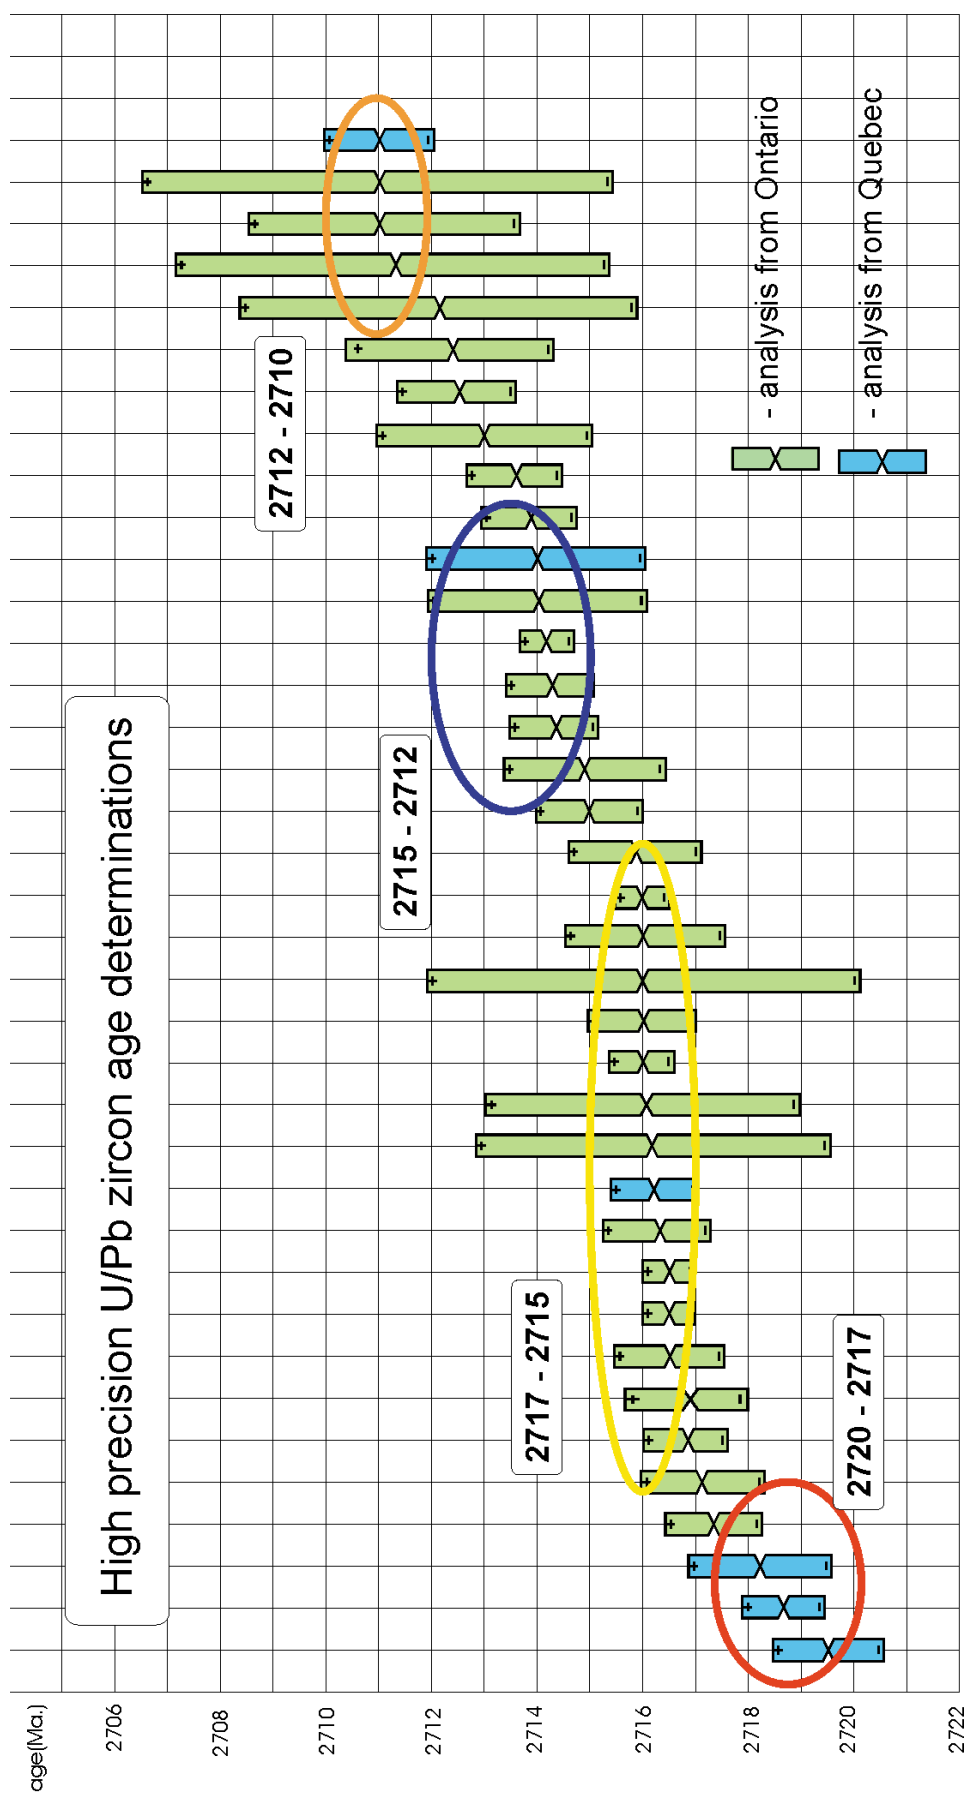 High precision U/Pb zircon age determinations
age(Ma.)
2706
2708
2710
2712
2714
2716
2718
2720
2722
2720 - 2717
2717 - 2715
2715 - 2712
2712 - 2710
- analysis from Ontario
- analysis from Quebec